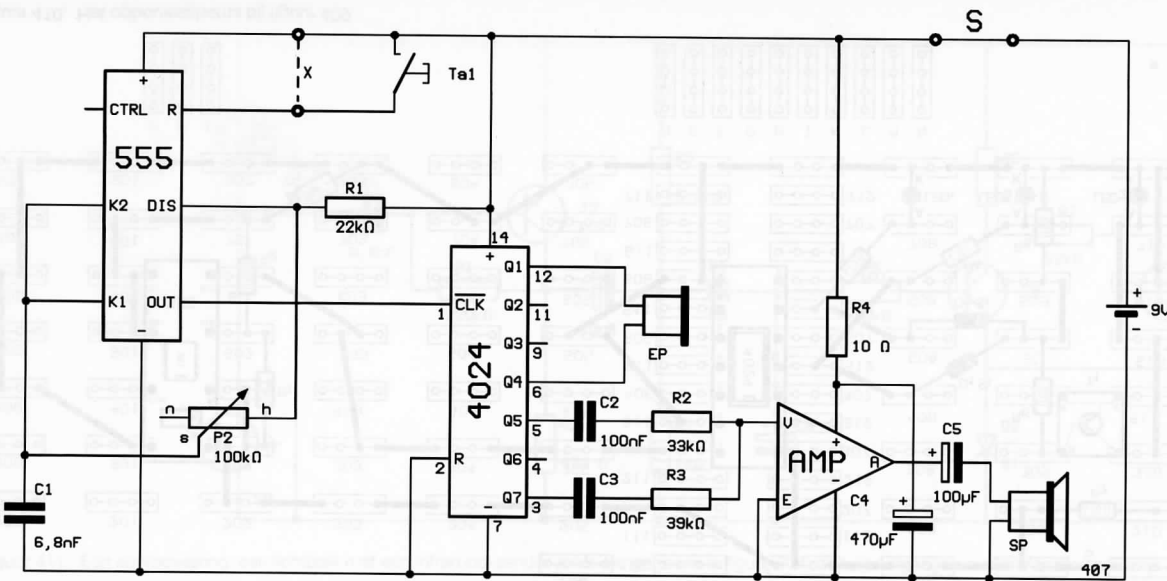 S
X
Ta1
+
CTRL R
555
K2 DIS
R1
22kΩ
K1 OUT
-
n h
s P2
100kΩ
C1
6,8nF
14
+
CLK
1
4024
Q1
12
Q2
11
Q3
9
Q4
6
Q5
5
Q6
4
Q7
3
R
2
-
7
EP
C2
100nF
R2
33kΩ
C3
100nF
R3
39kΩ
R4
10 Ω
V
+
AMP
A
-
E
C4
+
470µF
C5
+
100µF
SP
+
9V
-
407